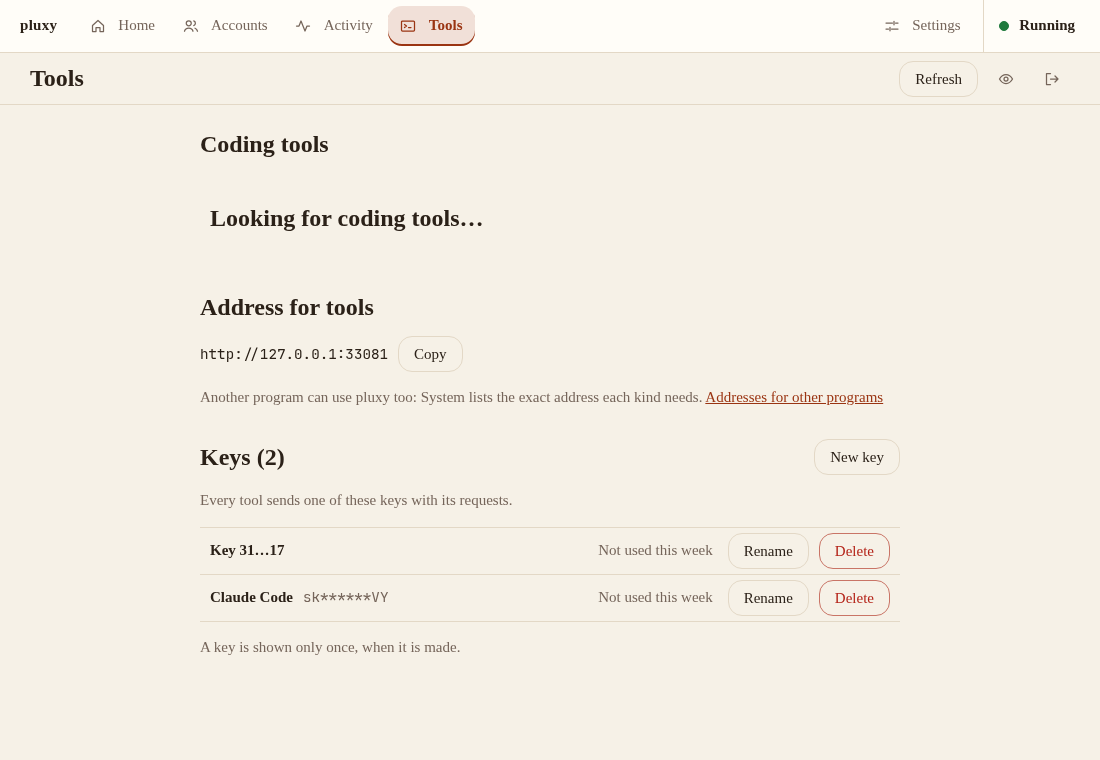 pluxy
Home
Accounts
Activity
Tools
Settings
Running
Tools
Refresh
Coding tools
Looking for coding tools…
Address for tools
http://127.0.0.1:33081
Copy
Another program can use pluxy too: System lists the exact address each kind needs. Addresses for other programs
Keys (2)
New key
Every tool sends one of these keys with its requests.
Key 31…17
Not used this week
Rename
Delete
Claude Code sk******VY
Not used this week
Rename
Delete
A key is shown only once, when it is made.